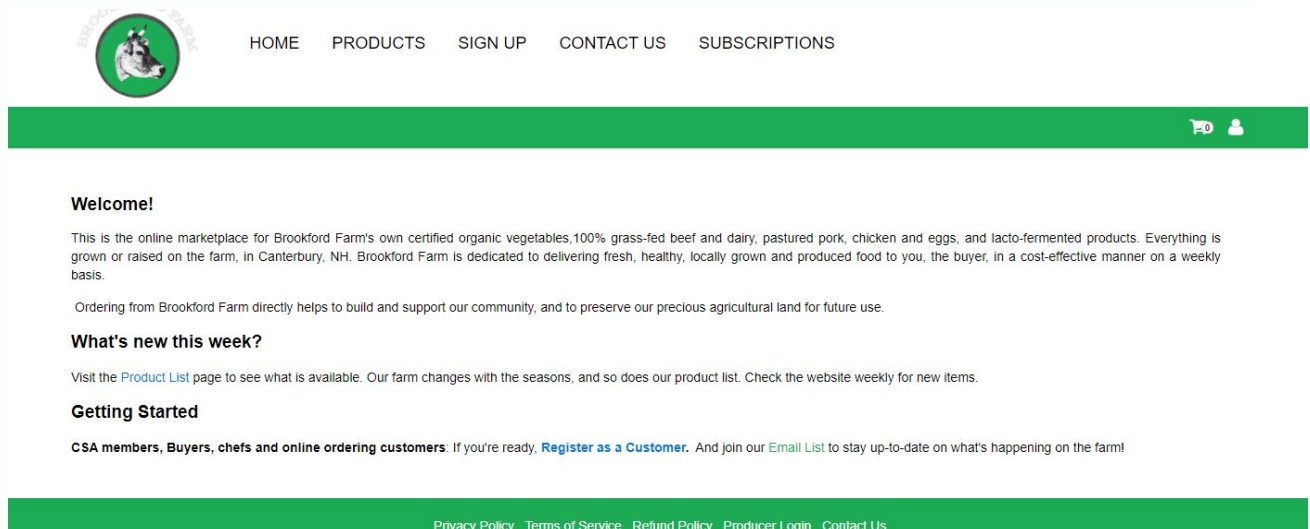 BROOKFORD FARM
HOME PRODUCTS SIGN UP CONTACT US SUBSCRIPTIONS
0
Welcome!
This is the online marketplace for Brookford Farm's own certified organic vegetables,100% grass-fed beef and dairy, pastured pork, chicken and eggs, and lacto-fermented products. Everything is
grown or raised on the farm, in Canterbury, NH. Brookford Farm is dedicated to delivering fresh, healthy, locally grown and produced food to you, the buyer, in a cost-effective manner on a weekly
basis.
Ordering from Brookford Farm directly helps to build and support our community, and to preserve our precious agricultural land for future use.
What's new this week?
Visit the Product List page to see what is available. Our farm changes with the seasons, and so does our product list. Check the website weekly for new items.
Getting Started
CSA members, Buyers, chefs and online ordering customers: If you're ready, Register as a Customer. And join our Email List to stay up-to-date on what's happening on the farm!
Privacy Policy Terms of Service Refund Policy Producer Login Contact Us